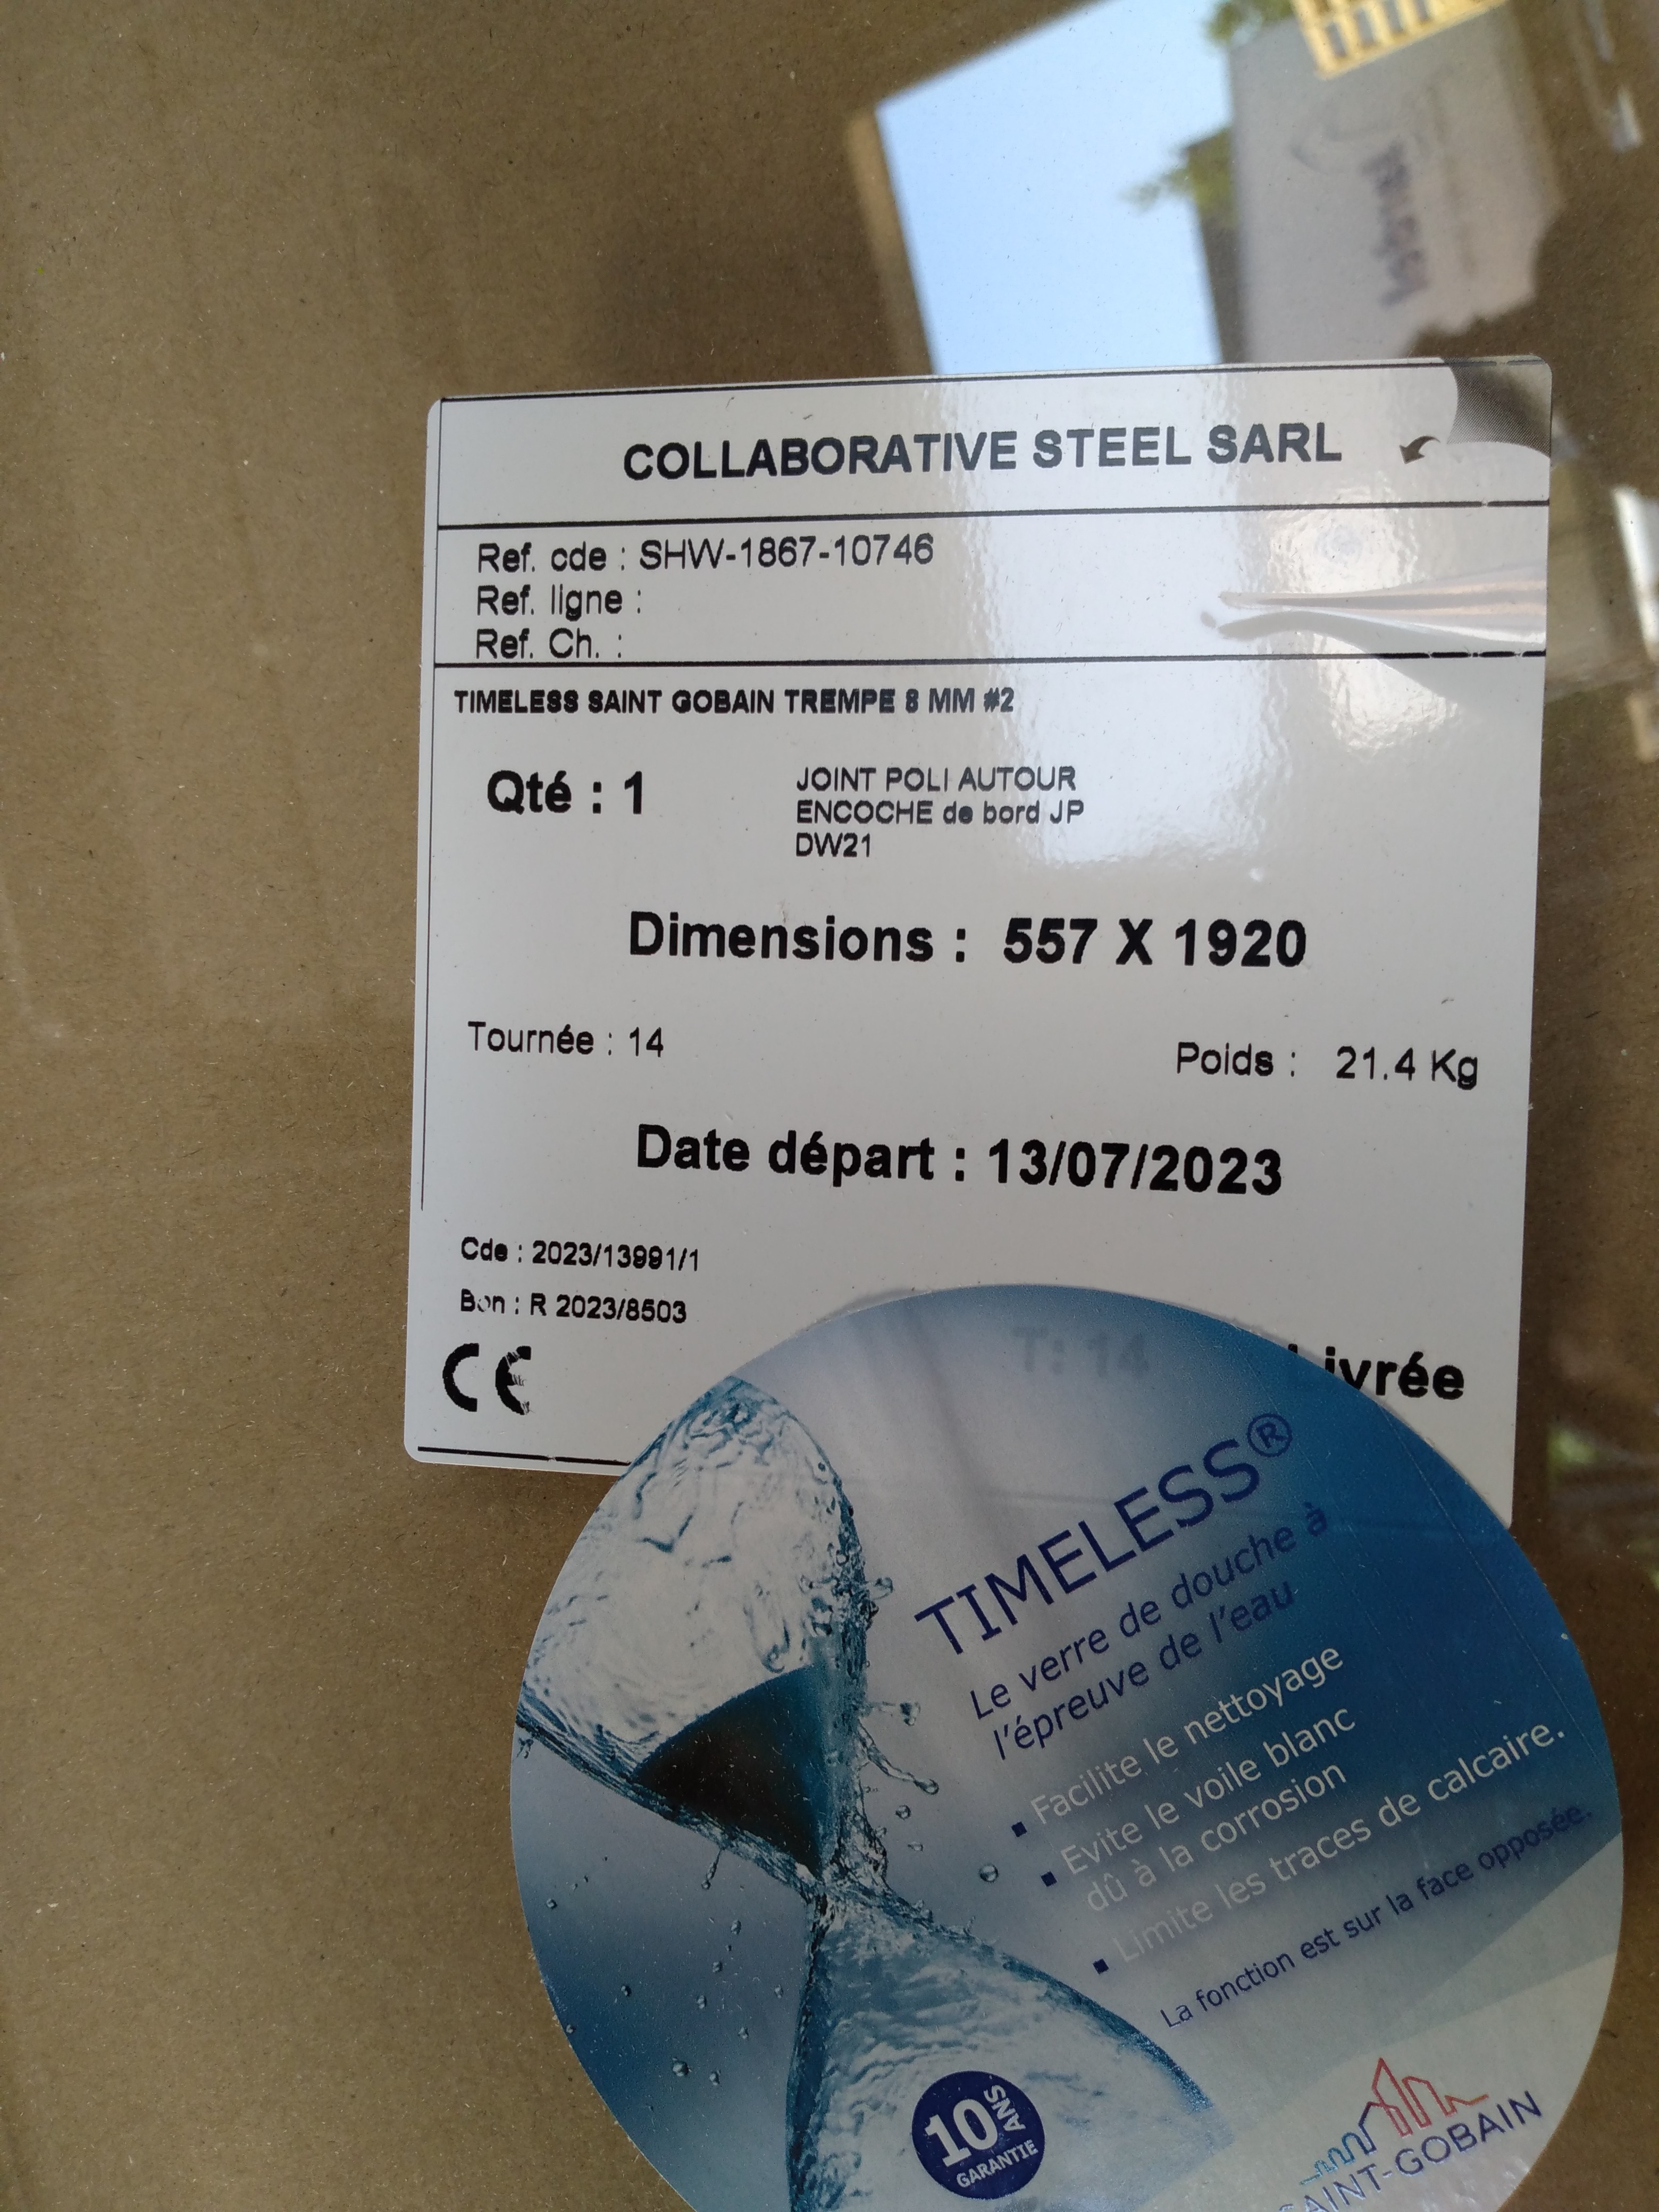 COLLABORATIVE STEEL SARL
Ref. cde : SHW-1867-10746
Ref. ligne :
Ref. Ch. :
TIMELESS SAINT GOBAIN TREMPE 8 MM #2
Qté : 1
JOINT POLI AUTOUR
ENCOCHE de bord JP
DW21
Dimensions : 557 X 1920
Tournée : 14
Poids : 21.4 Kg
Date départ : 13/07/2023
Cde : 2023/13991/1
Bon : R 2023/8503
CE
T: 14
Livrée
TIMELESS®
Le verre de douche à
l'épreuve de l'eau
▪ Facilite le nettoyage
▪ Evite le voile blanc
dû à la corrosion
▪ Limite les traces de calcaire.
La fonction est sur la face opposée.
10 ANS
GARANTIE
SAINT-GOBAIN